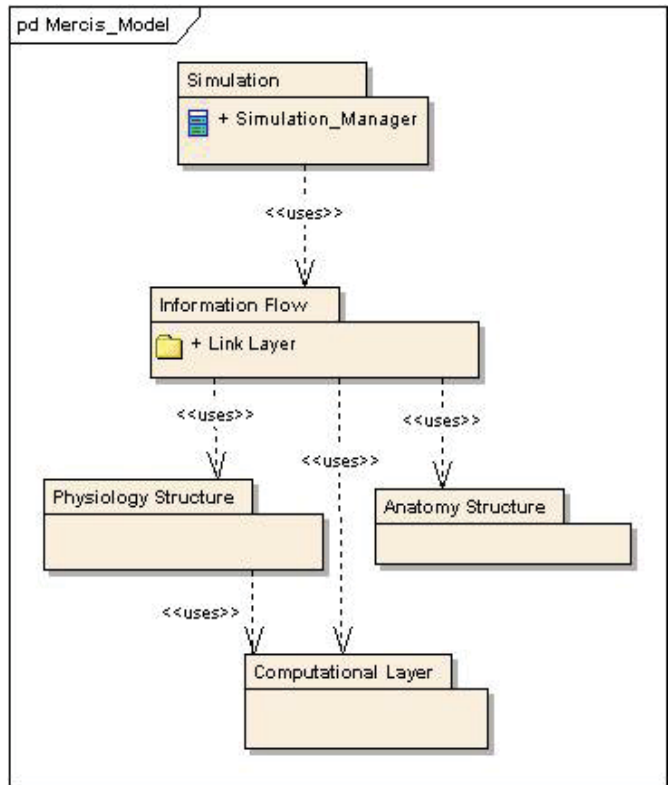 pd Mercis_Model
Simulation
+ Simulation_Manager
<<uses>>
Information Flow
+ Link Layer
<<uses>>
<<uses>>
<<uses>>
Physiology Structure
Anatomy Structure
<<uses>>
Computational Layer